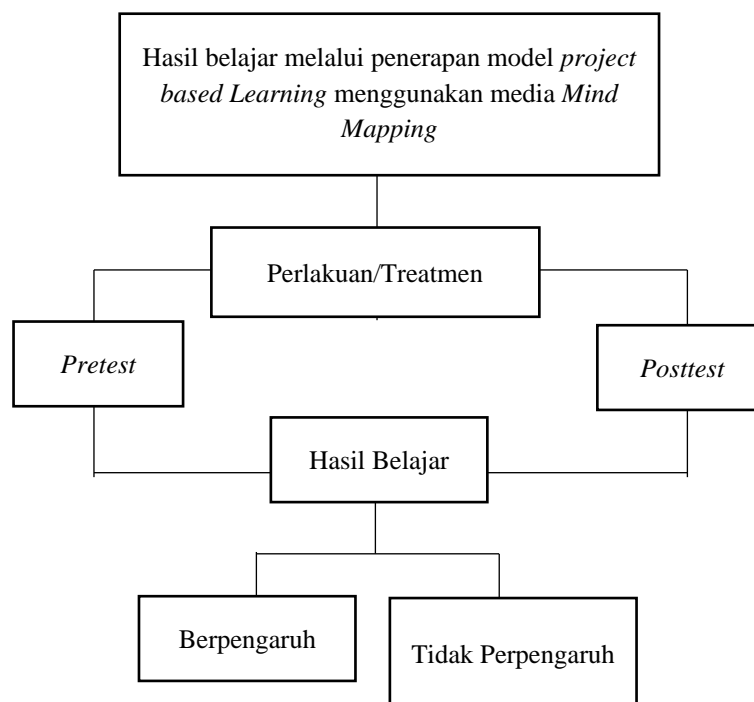 Hasil belajar melalui penerapan model project
based Learning menggunakan media Mind
Mapping
Perlakuan/Treatmen
Pretest
Posttest
Hasil Belajar
Berpengaruh
Tidak Perpengaruh